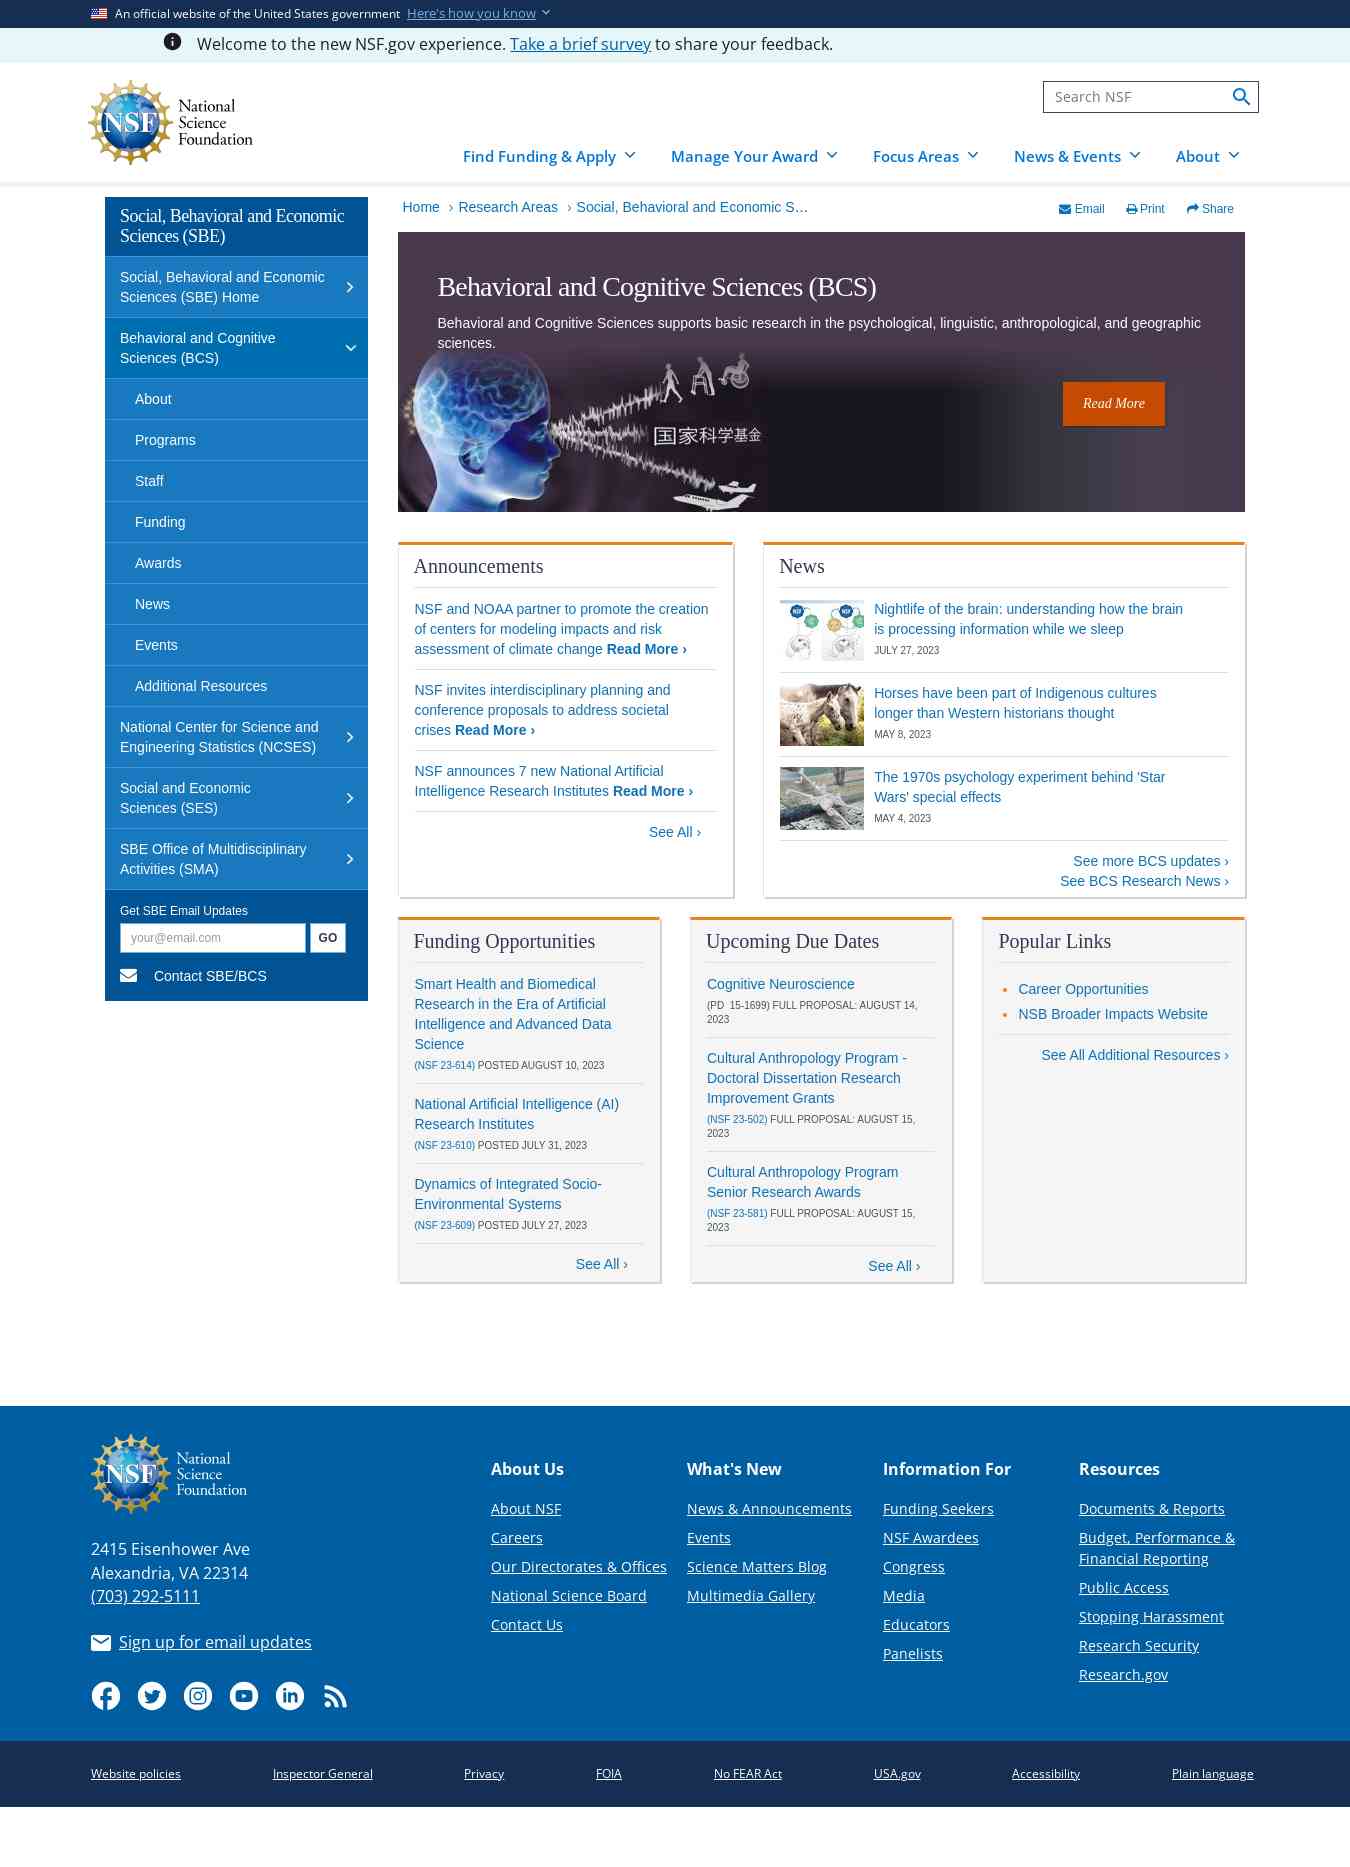 An official website of the United States government Here's how you know
Welcome to the new NSF.gov experience. Take a brief survey to share your feedback.
NSF
National
Science
Foundation
Search NSF
Find Funding & Apply Manage Your Award Focus Areas News & Events About
Social, Behavioral and Economic
Sciences (SBE)
Social, Behavioral and Economic
Sciences (SBE) Home
Behavioral and Cognitive
Sciences (BCS)
About
Programs
Staff
Funding
Awards
News
Events
Additional Resources
National Center for Science and
Engineering Statistics (NCSES)
Social and Economic
Sciences (SES)
SBE Office of Multidisciplinary
Activities (SMA)
Get SBE Email Updates
your@email.com GO
Contact SBE/BCS
Home › Research Areas › Social, Behavioral and Economic S…
Email Print Share
Behavioral and Cognitive Sciences (BCS)
Behavioral and Cognitive Sciences supports basic research in the psychological, linguistic, anthropological, and geographic
sciences.
国家科学基金
Read More
Announcements
NSF and NOAA partner to promote the creation
of centers for modeling impacts and risk
assessment of climate change Read More ›
NSF invites interdisciplinary planning and
conference proposals to address societal
crises Read More ›
NSF announces 7 new National Artificial
Intelligence Research Institutes Read More ›
See All ›
News
NSF NSF
Nightlife of the brain: understanding how the brain
is processing information while we sleep
JULY 27, 2023
Horses have been part of Indigenous cultures
longer than Western historians thought
MAY 8, 2023
The 1970s psychology experiment behind 'Star
Wars' special effects
MAY 4, 2023
See more BCS updates ›
See BCS Research News ›
Funding Opportunities
Smart Health and Biomedical
Research in the Era of Artificial
Intelligence and Advanced Data
Science
(NSF 23-614) POSTED AUGUST 10, 2023
National Artificial Intelligence (AI)
Research Institutes
(NSF 23-610) POSTED JULY 31, 2023
Dynamics of Integrated Socio-
Environmental Systems
(NSF 23-609) POSTED JULY 27, 2023
See All ›
Upcoming Due Dates
Cognitive Neuroscience
(PD 15-1699) FULL PROPOSAL: AUGUST 14,
2023
Cultural Anthropology Program -
Doctoral Dissertation Research
Improvement Grants
(NSF 23-502) FULL PROPOSAL: AUGUST 15,
2023
Cultural Anthropology Program
Senior Research Awards
(NSF 23-581) FULL PROPOSAL: AUGUST 15,
2023
See All ›
Popular Links
• Career Opportunities
• NSB Broader Impacts Website
See All Additional Resources ›
NSF
National
Science
Foundation
2415 Eisenhower Ave
Alexandria, VA 22314
(703) 292-5111
Sign up for email updates
About Us
About NSF
Careers
Our Directorates & Offices
National Science Board
Contact Us
What's New
News & Announcements
Events
Science Matters Blog
Multimedia Gallery
Information For
Funding Seekers
NSF Awardees
Congress
Media
Educators
Panelists
Resources
Documents & Reports
Budget, Performance &
Financial Reporting
Public Access
Stopping Harassment
Research Security
Research.gov
Website policies Inspector General Privacy FOIA No FEAR Act USA.gov Accessibility Plain language